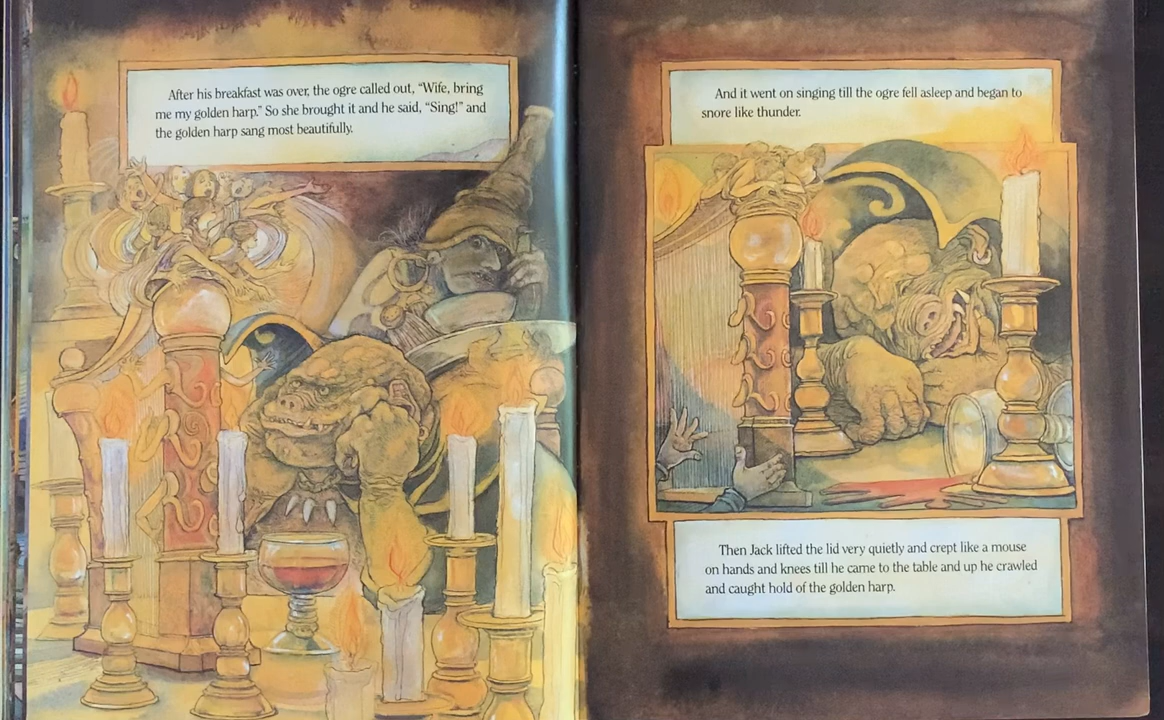 After his breakfast was over, the ogre called out, “Wife, bring
me my golden harp.” So she brought it and he said, “Sing!” and
the golden harp sang most beautifully.
And it went on singing till the ogre fell asleep and began to
snore like thunder.
Then Jack lifted the lid very quietly and crept like a mouse
on hands and knees till he came to the table and up he crawled
and caught hold of the golden harp.